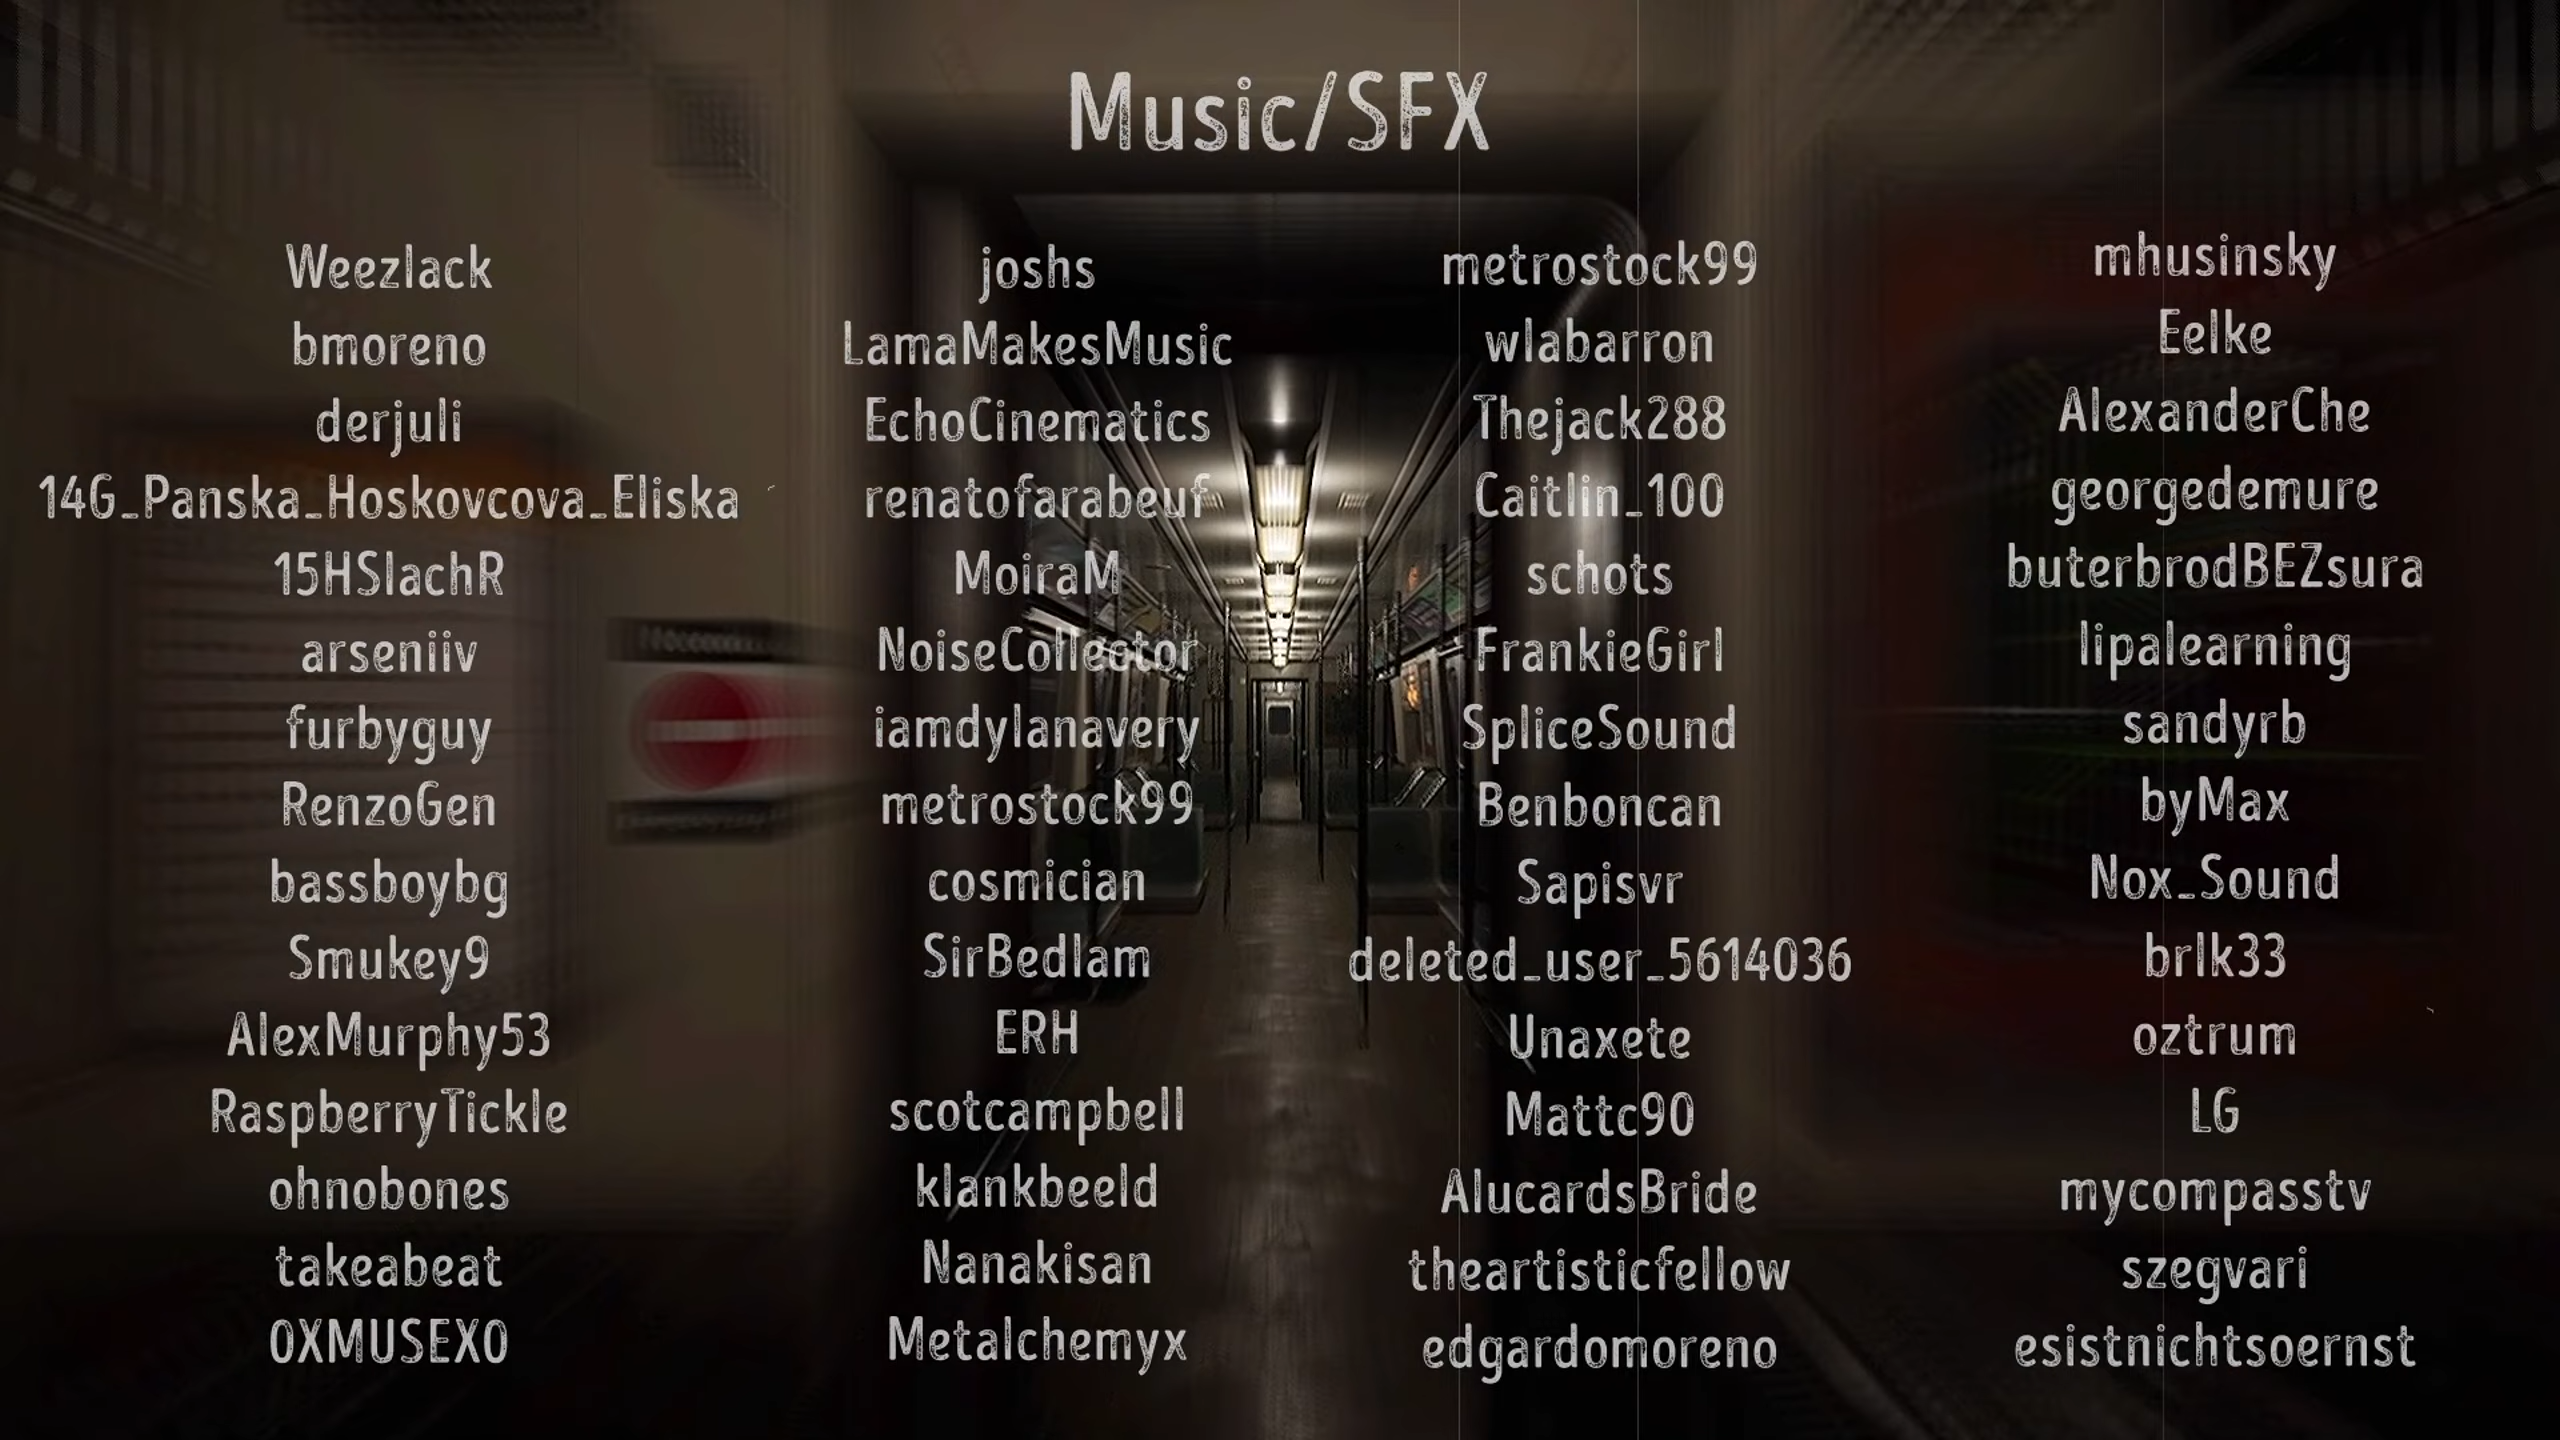 Music/SFX
Weezlack
bmoreno
derjuli
14G_Panska_Hoskovcova_Eliska
15HSlachR
arseniiv
furbyguy
RenzoGen
bassboybg
Smukey9
AlexMurphy53
RaspberryTickle
ohnobones
takeabeat
0XMUSEX0
joshs
LamaMakesMusic
EchoCinematics
renatofarabeuf
MoiraM
NoiseCollector
iamdylanavery
metrostock99
cosmician
SirBedlam
ERH
scotcampbell
klankbeeld
Nanakisan
Metalchemyx
metrostock99
wlabarron
Thejack288
Caitlin_100
schots
FrankieGirl
SpliceSound
Benboncan
Sapisvr
deleted_user_5614036
Unaxete
Mattc90
AlucardsBride
theartisticfellow
edgardomoreno
mhusinsky
Eelke
AlexanderChe
georgedemure
buterbrodBEZsura
lipalearning
sandyrb
byMax
Nox_Sound
brlk33
oztrum
LG
mycompasstv
szegvari
esistnichtsoernst